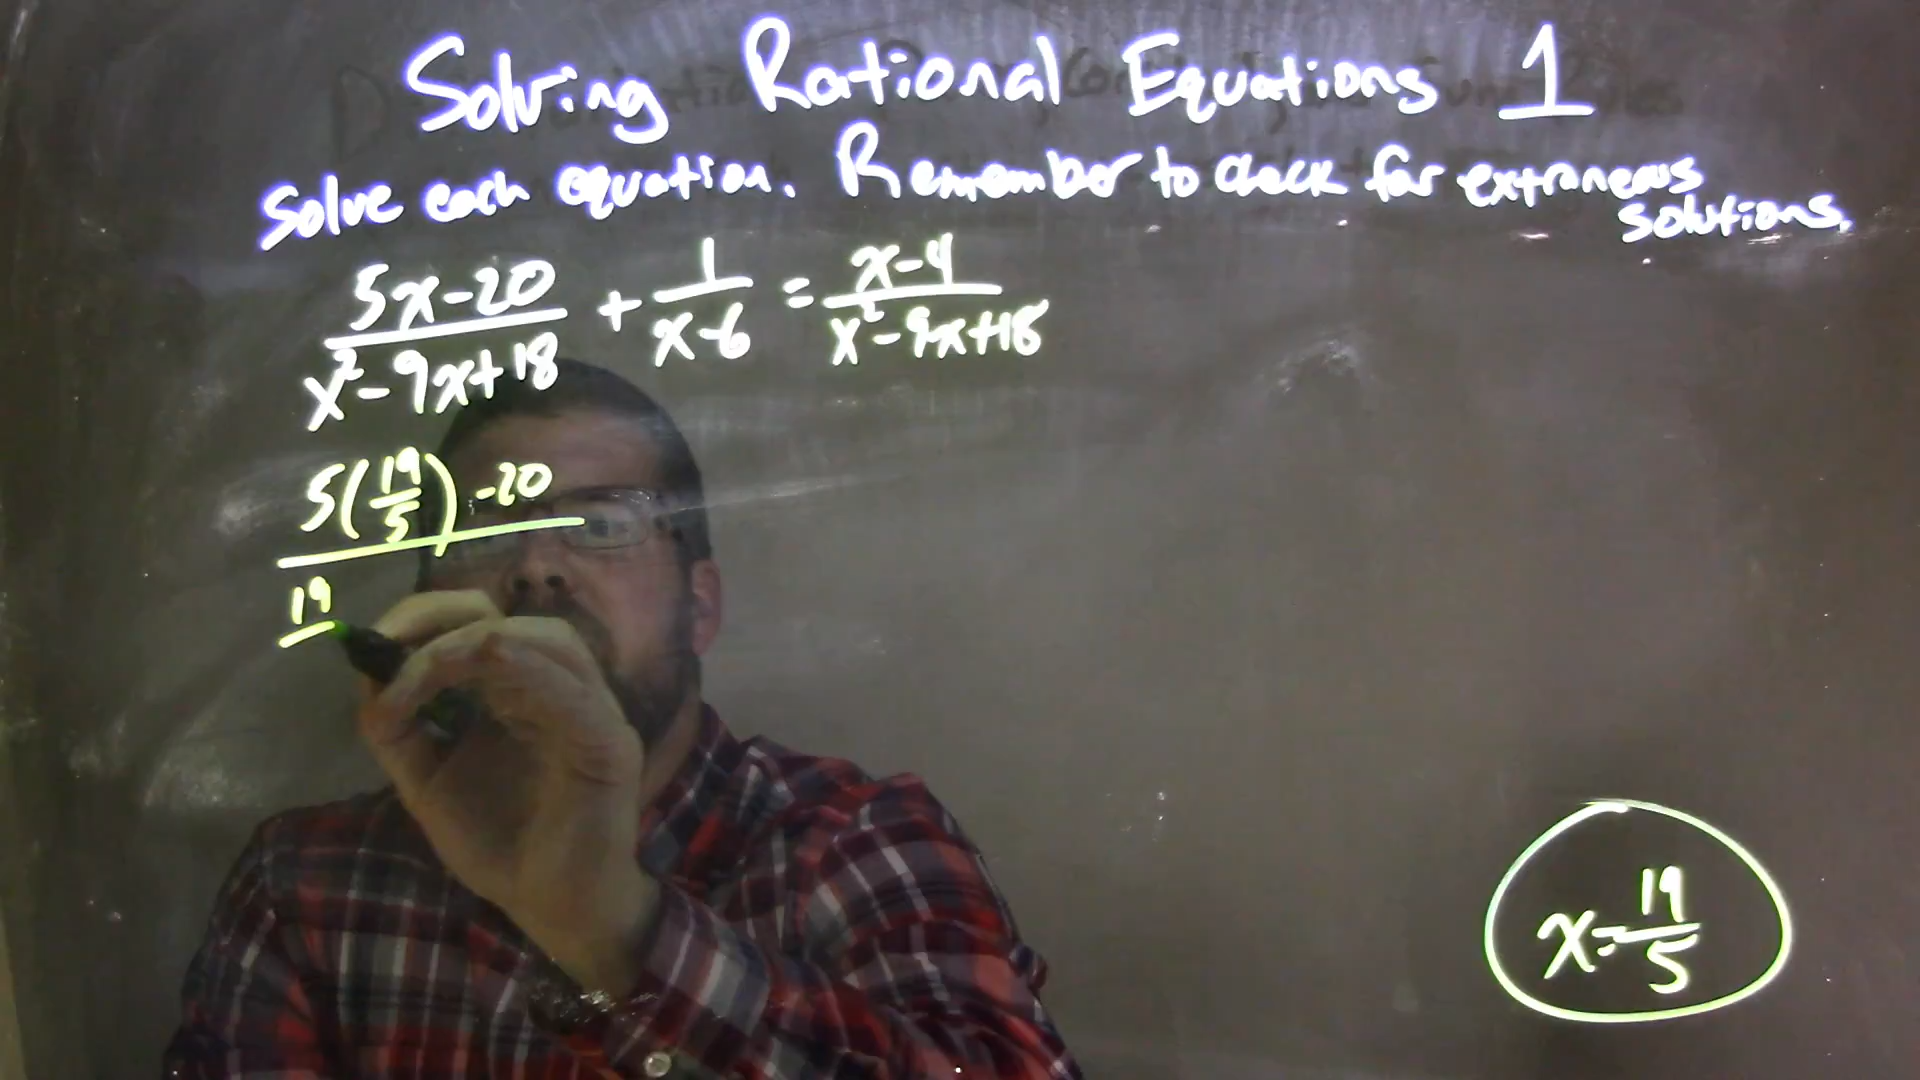 Solving Rational Equations 1
Solve each equation. Remember to check for extraneous
solutions.
5x-20 / x²-9x+18 + 1 / x-6 = x-4 / x²-9x+18
5(19/5) -20
19
x = 19/5